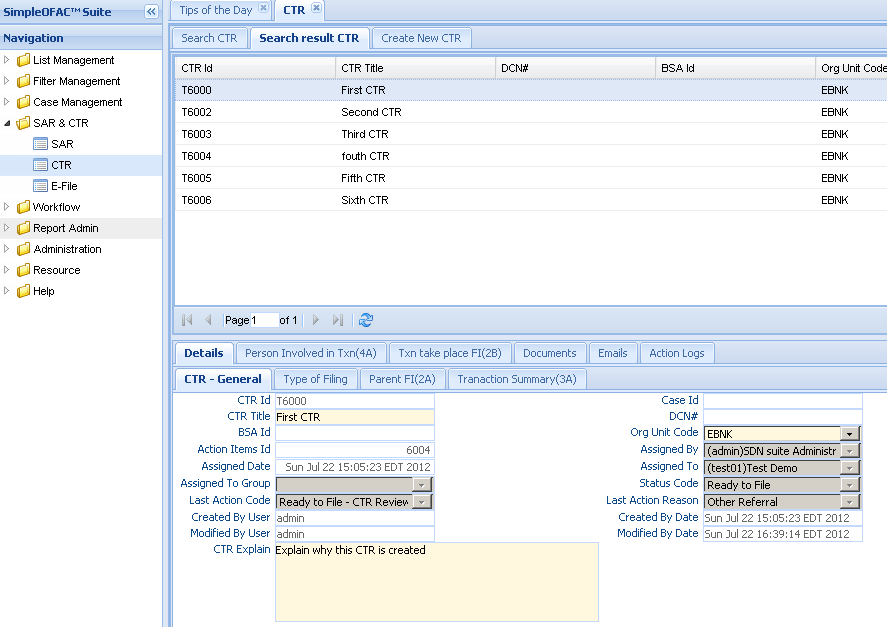 SimpleOFAC™ Suite
Navigation
List Management
Filter Management
Case Management
SAR & CTR
SAR
CTR
E-File
Workflow
Report Admin
Administration
Resource
Help
Tips of the Day CTR
Search CTR Search result CTR Create New CTR
CTR Id CTR Title DCN# BSA Id Org Unit Code
T6000 First CTR EBNK
T6002 Second CTR EBNK
T6003 Third CTR EBNK
T6004 fouth CTR EBNK
T6005 Fifth CTR EBNK
T6006 Sixth CTR EBNK
Page 1 of 1
Details Person Involved in Txn(4A) Txn take place FI(2B) Documents Emails Action Logs
CTR - General Type of Filing Parent FI(2A) Tranaction Summary(3A)
CTR Id T6000 Case Id
CTR Title First CTR DCN#
BSA Id Org Unit Code EBNK
Action Items Id 6004 Assigned By (admin)SDN suite Administr
Assigned Date Sun Jul 22 15:05:23 EDT 2012 Assigned To (test01)Test Demo
Assigned To Group Status Code Ready to File
Last Action Code Ready to File - CTR Review Last Action Reason Other Referral
Created By User admin Created By Date Sun Jul 22 15:05:23 EDT 2012
Modified By User admin Modified By Date Sun Jul 22 16:39:14 EDT 2012
CTR Explain Explain why this CTR is created